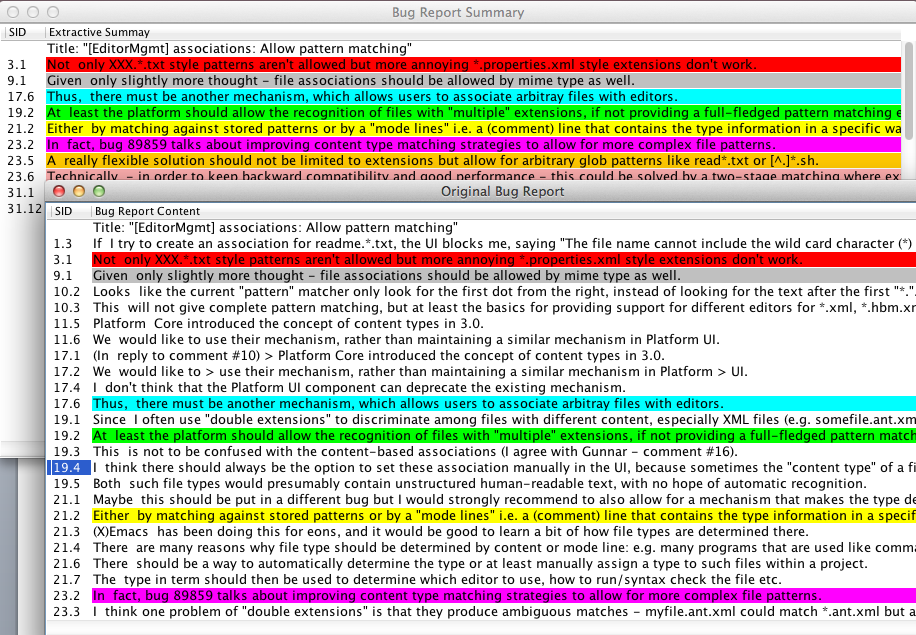 Bug Report Summary
SID Extractive Summay
Title: "[EditorMgmt] associations: Allow pattern matching"
3.1 Not only XXX.*.txt style patterns aren't allowed but more annoying *.properties.xml style extensions don't work.
9.1 Given only slightly more thought - file associations should be allowed by mime type as well.
17.6 Thus, there must be another mechanism, which allows users to associate arbitray files with editors.
19.2 At least the platform should allow the recognition of files with "multiple" extensions, if not providing a full-fledged pattern matching e
21.2 Either by matching against stored patterns or by a "mode lines" i.e. a (comment) line that contains the type information in a specific wa
23.2 In fact, bug 89859 talks about improving content type matching strategies to allow for more complex file patterns.
23.5 A really flexible solution should not be limited to extensions but allow for arbitrary glob patterns like read*.txt or [^.]*.sh.
23.6 Technically - in order to keep backward compatibility and good performance - this could be solved by a two-stage matching where ex
31.1
31.12
Original Bug Report
SID Bug Report Content
Title: "[EditorMgmt] associations: Allow pattern matching"
1.3 If I try to create an association for readme.*.txt, the UI blocks me, saying "The file name cannot include the wild card character (*)
3.1 Not only XXX.*.txt style patterns aren't allowed but more annoying *.properties.xml style extensions don't work.
9.1 Given only slightly more thought - file associations should be allowed by mime type as well.
10.2 Looks like the current "pattern" matcher only look for the first dot from the right, instead of looking for the text after the first "*.".
10.3 This will not give complete pattern matching, but at least the basics for providing support for different editors for *.xml, *.hbm.xm
11.5 Platform Core introduced the concept of content types in 3.0.
11.6 We would like to use their mechanism, rather than maintaining a similar mechanism in Platform UI.
17.1 (In reply to comment #10) > Platform Core introduced the concept of content types in 3.0.
17.2 We would like to > use their mechanism, rather than maintaining a similar mechanism in Platform > UI.
17.4 I don't think that the Platform UI component can deprecate the existing mechanism.
17.6 Thus, there must be another mechanism, which allows users to associate arbitray files with editors.
19.1 Since I often use "double extensions" to discriminate among files with different content, especially XML files (e.g. somefile.ant.xm
19.2 At least the platform should allow the recognition of files with "multiple" extensions, if not providing a full-fledged pattern match
19.3 This is not to be confused with the content-based associations (I agree with Gunnar - comment #16).
19.4 I think there should always be the option to set these association manually in the UI, because sometimes the "content type" of a fi
19.5 Both such file types would presumably contain unstructured human-readable text, with no hope of automatic recognition.
21.1 Maybe this should be put in a different bug but I would strongly recommend to also allow for a mechanism that makes the type de
21.2 Either by matching against stored patterns or by a "mode lines" i.e. a (comment) line that contains the type information in a specif
21.3 (X)Emacs has been doing this for eons, and it would be good to learn a bit of how file types are determined there.
21.4 There are many reasons why file type should be determined by content or mode line: e.g. many programs that are used like comma
21.6 There should be a way to automatically determine the type or at least manually assign a type to such files within a project.
21.7 The type in term should then be used to determine which editor to use, how to run/syntax check the file etc.
23.2 In fact, bug 89859 talks about improving content type matching strategies to allow for more complex file patterns.
23.3 I think one problem of "double extensions" is that they produce ambiguous matches - myfile.ant.xml could match *.ant.xml but a